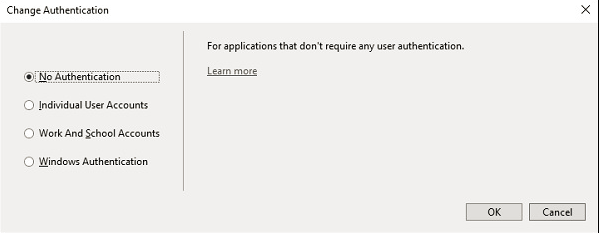 Change Authentication
No Authentication
Individual User Accounts
Work And School Accounts
Windows Authentication
For applications that don't require any user authentication.
Learn more
OK
Cancel